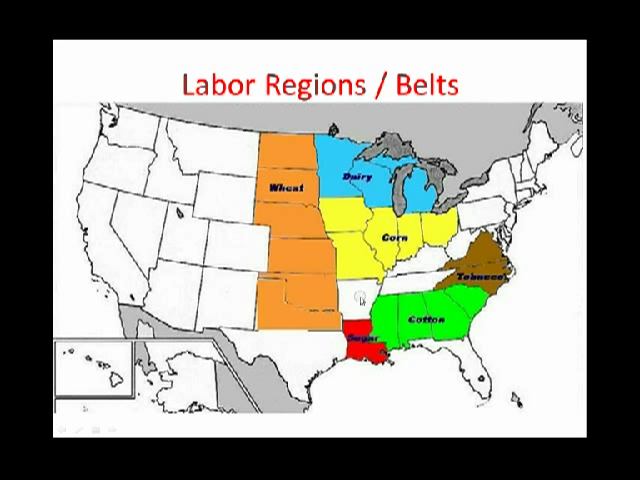 Labor Regions / Belts
Dairy
Wheat
Corn
Tobacco
Cotton
Sugar